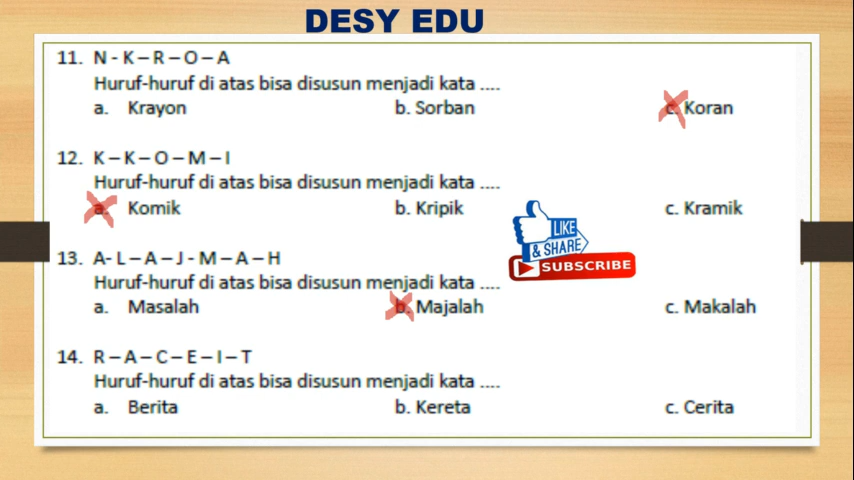 DESY EDU
11. N - K – R – O – A
Huruf-huruf di atas bisa disusun menjadi kata ....
a. Krayon b. Sorban c. Koran
12. K – K – O – M – I
Huruf-huruf di atas bisa disusun menjadi kata ....
a. Komik b. Kripik c. Kramik
LIKE
& SHARE
SUBSCRIBE
13. A- L – A – J - M – A – H
Huruf-huruf di atas bisa disusun menjadi kata ....
a. Masalah b. Majalah c. Makalah
14. R – A – C – E – I – T
Huruf-huruf di atas bisa disusun menjadi kata ....
a. Berita b. Kereta c. Cerita